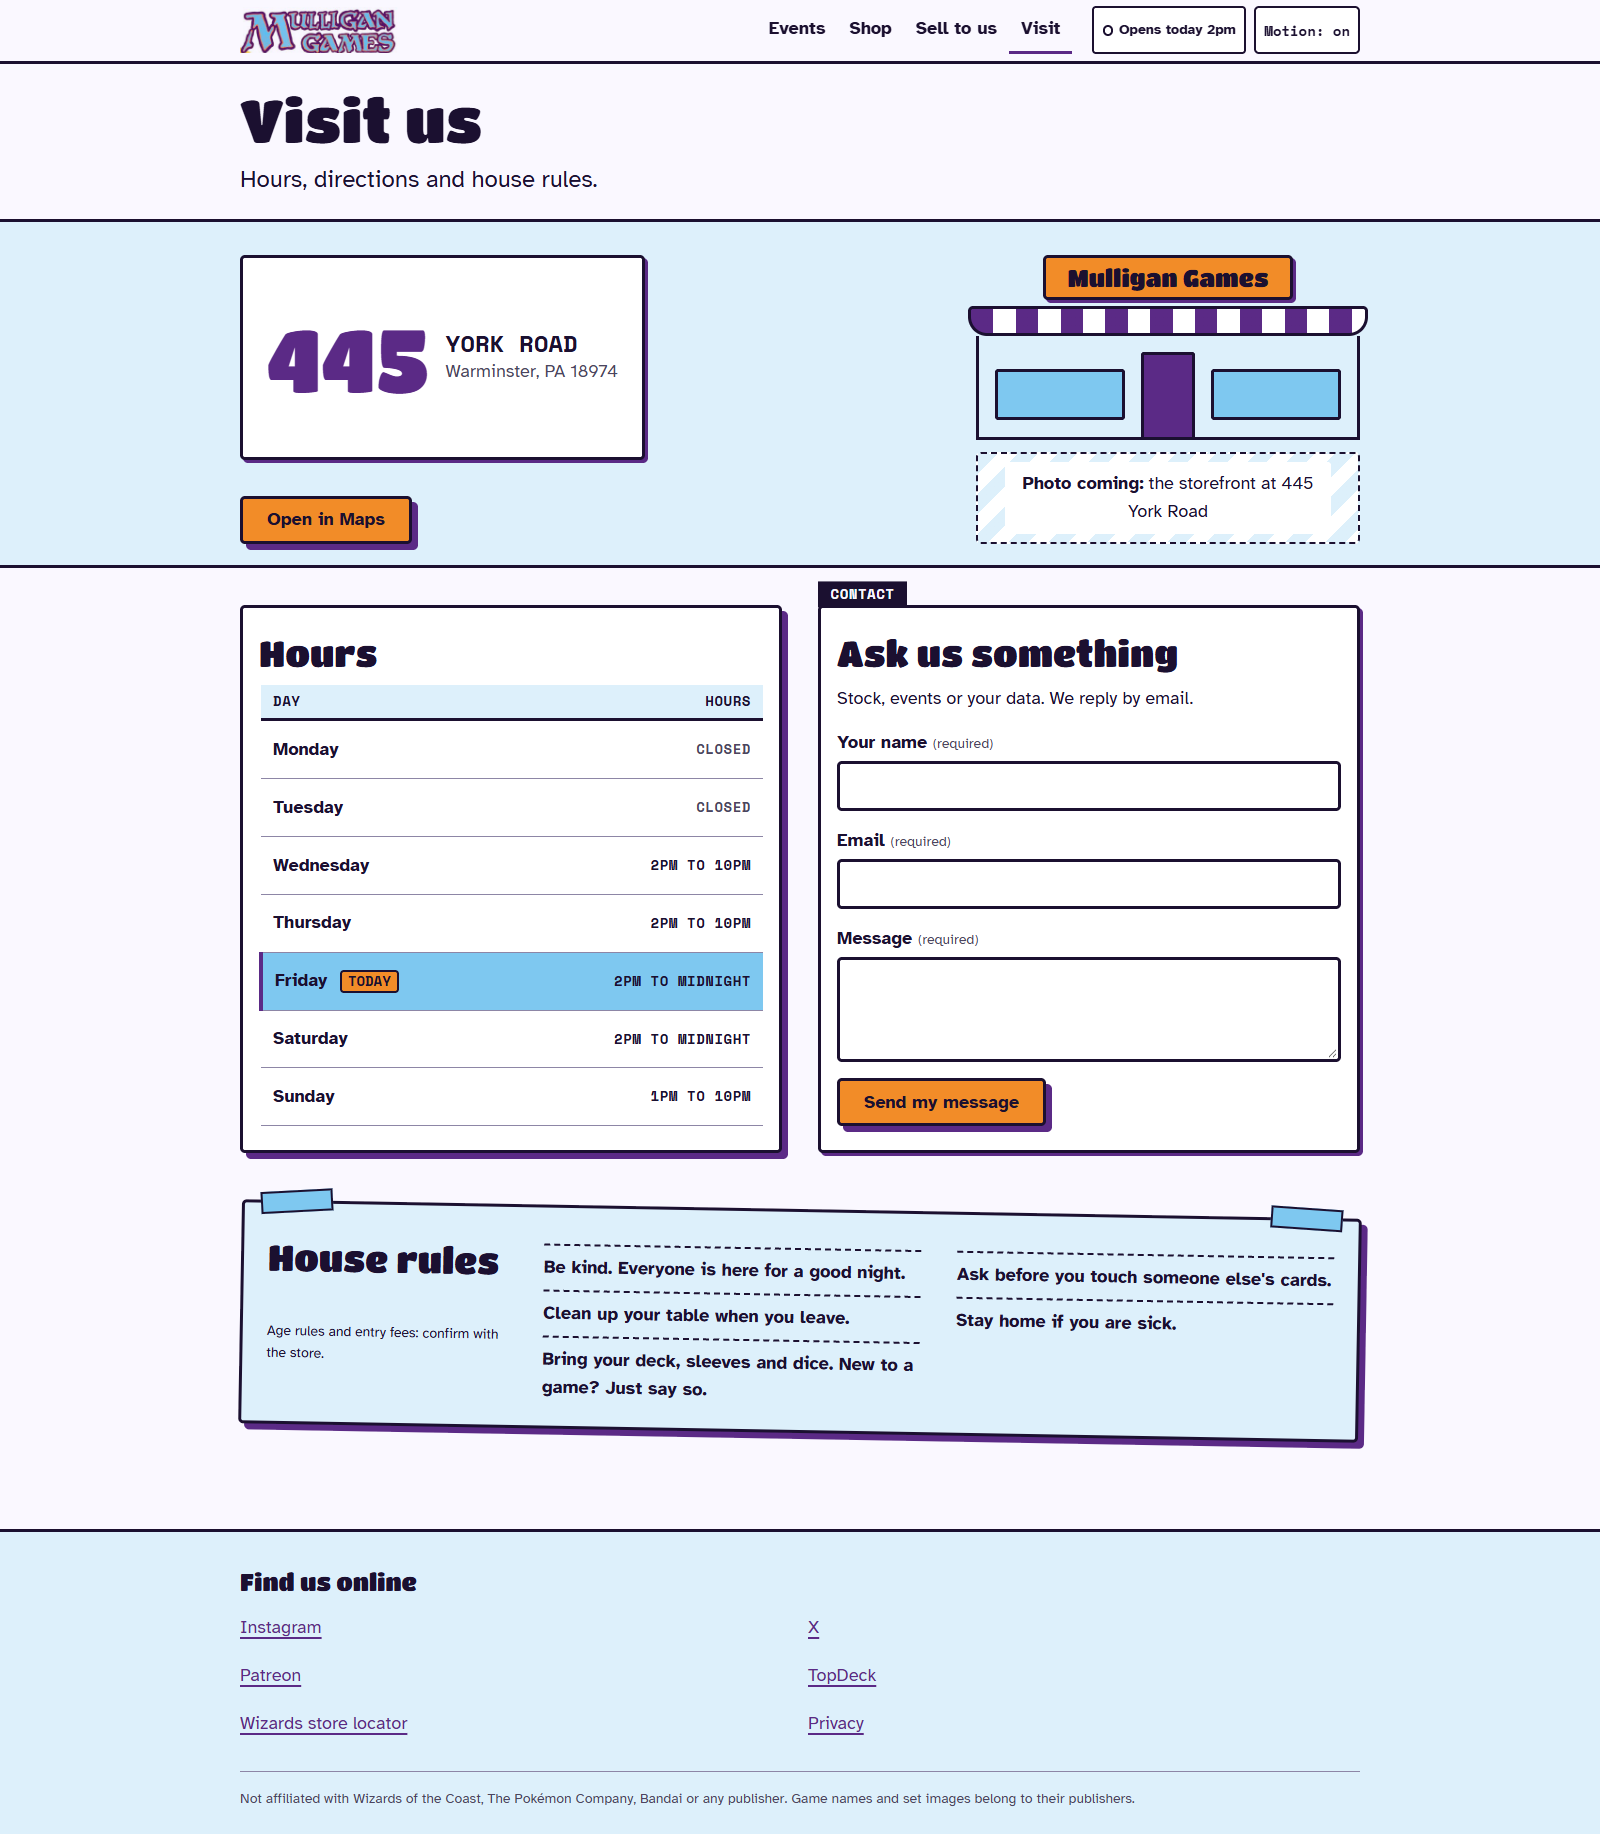 MULLIGAN GAMES
Events
Shop
Sell to us
Visit
Opens today 2pm
Motion: on
Visit us
Hours, directions and house rules.
445
YORK ROAD
Warminster, PA 18974
Open in Maps
Mulligan Games
Photo coming: the storefront at 445
York Road
Hours
DAY HOURS
Monday CLOSED
Tuesday CLOSED
Wednesday 2PM TO 10PM
Thursday 2PM TO 10PM
Friday TODAY 2PM TO MIDNIGHT
Saturday 2PM TO MIDNIGHT
Sunday 1PM TO 10PM
CONTACT
Ask us something
Stock, events or your data. We reply by email.
Your name (required)
Email (required)
Message (required)
Send my message
House rules
Age rules and entry fees: confirm with
the store.
Be kind. Everyone is here for a good night.
Clean up your table when you leave.
Bring your deck, sleeves and dice. New to a
game? Just say so.
Ask before you touch someone else's cards.
Stay home if you are sick.
Find us online
Instagram
X
Patreon
TopDeck
Wizards store locator
Privacy
Not affiliated with Wizards of the Coast, The Pokémon Company, Bandai or any publisher. Game names and set images belong to their publishers.